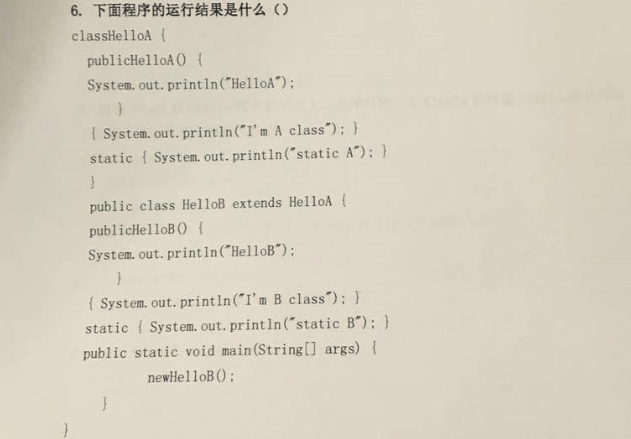 6. 下面程序的运行结果是什么（）
classHelloA {
publicHelloA() {
System.out.println("HelloA");
}
{ System.out.println("I'm A class"); }
static { System.out.println("static A"); }
}
public class HelloB extends HelloA {
publicHelloB() {
System.out.println("HelloB");
}
{ System.out.println("I'm B class"); }
static { System.out.println("static B"); }
public static void main(String[] args) {
newHelloB();
}
}